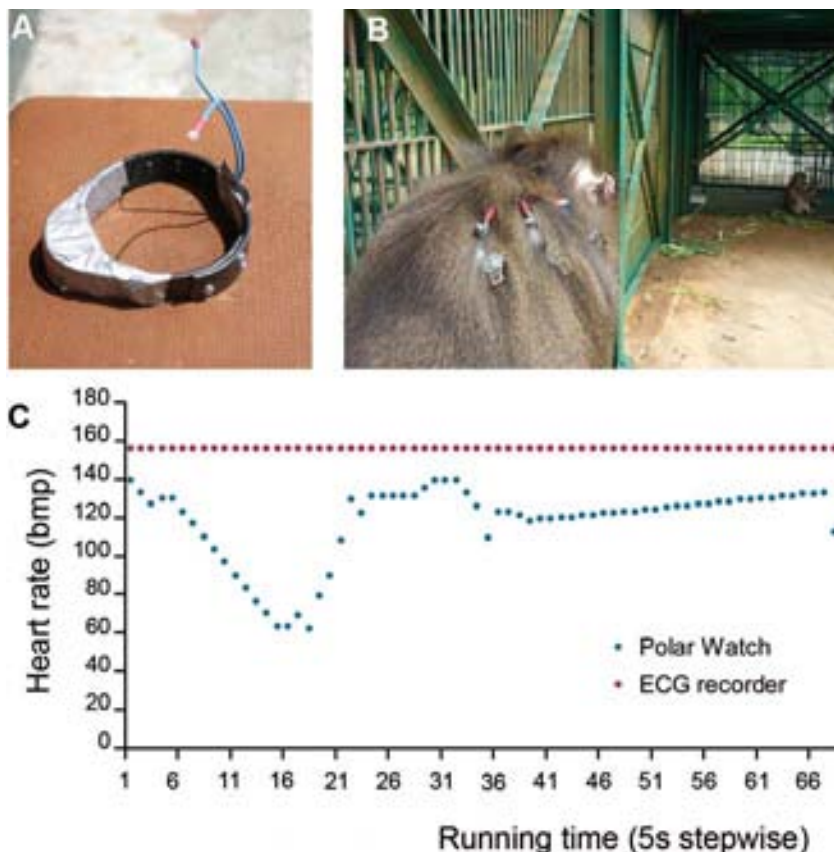 A
B
C
180
160
140
120
100
80
60
40
20
0
Heart rate (bmp)
Polar Watch
ECG recorder
1 6 11 16 21 26 31 36 41 46 51 56 61 66
Running time (5s stepwise)